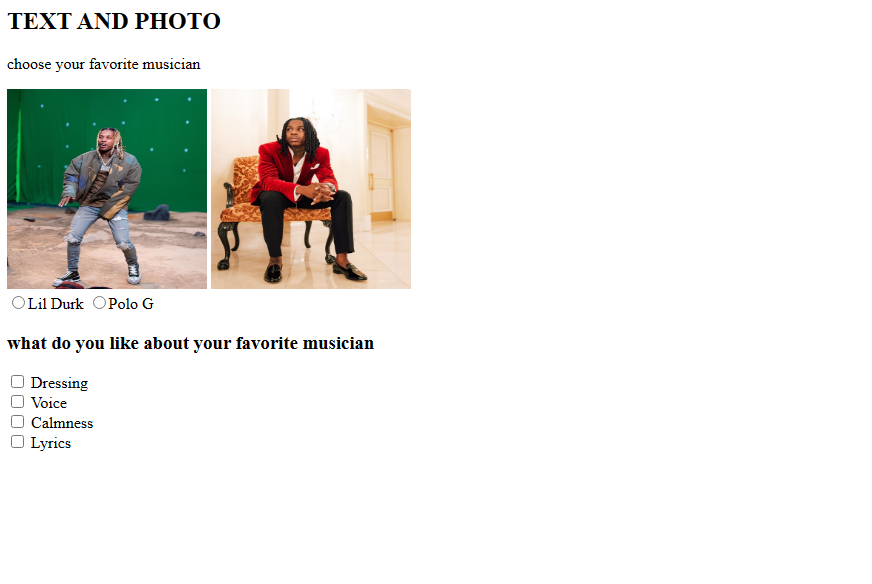 TEXT AND PHOTO
choose your favorite musician
Lil Durk Polo G
what do you like about your favorite musician
Dressing
Voice
Calmness
Lyrics